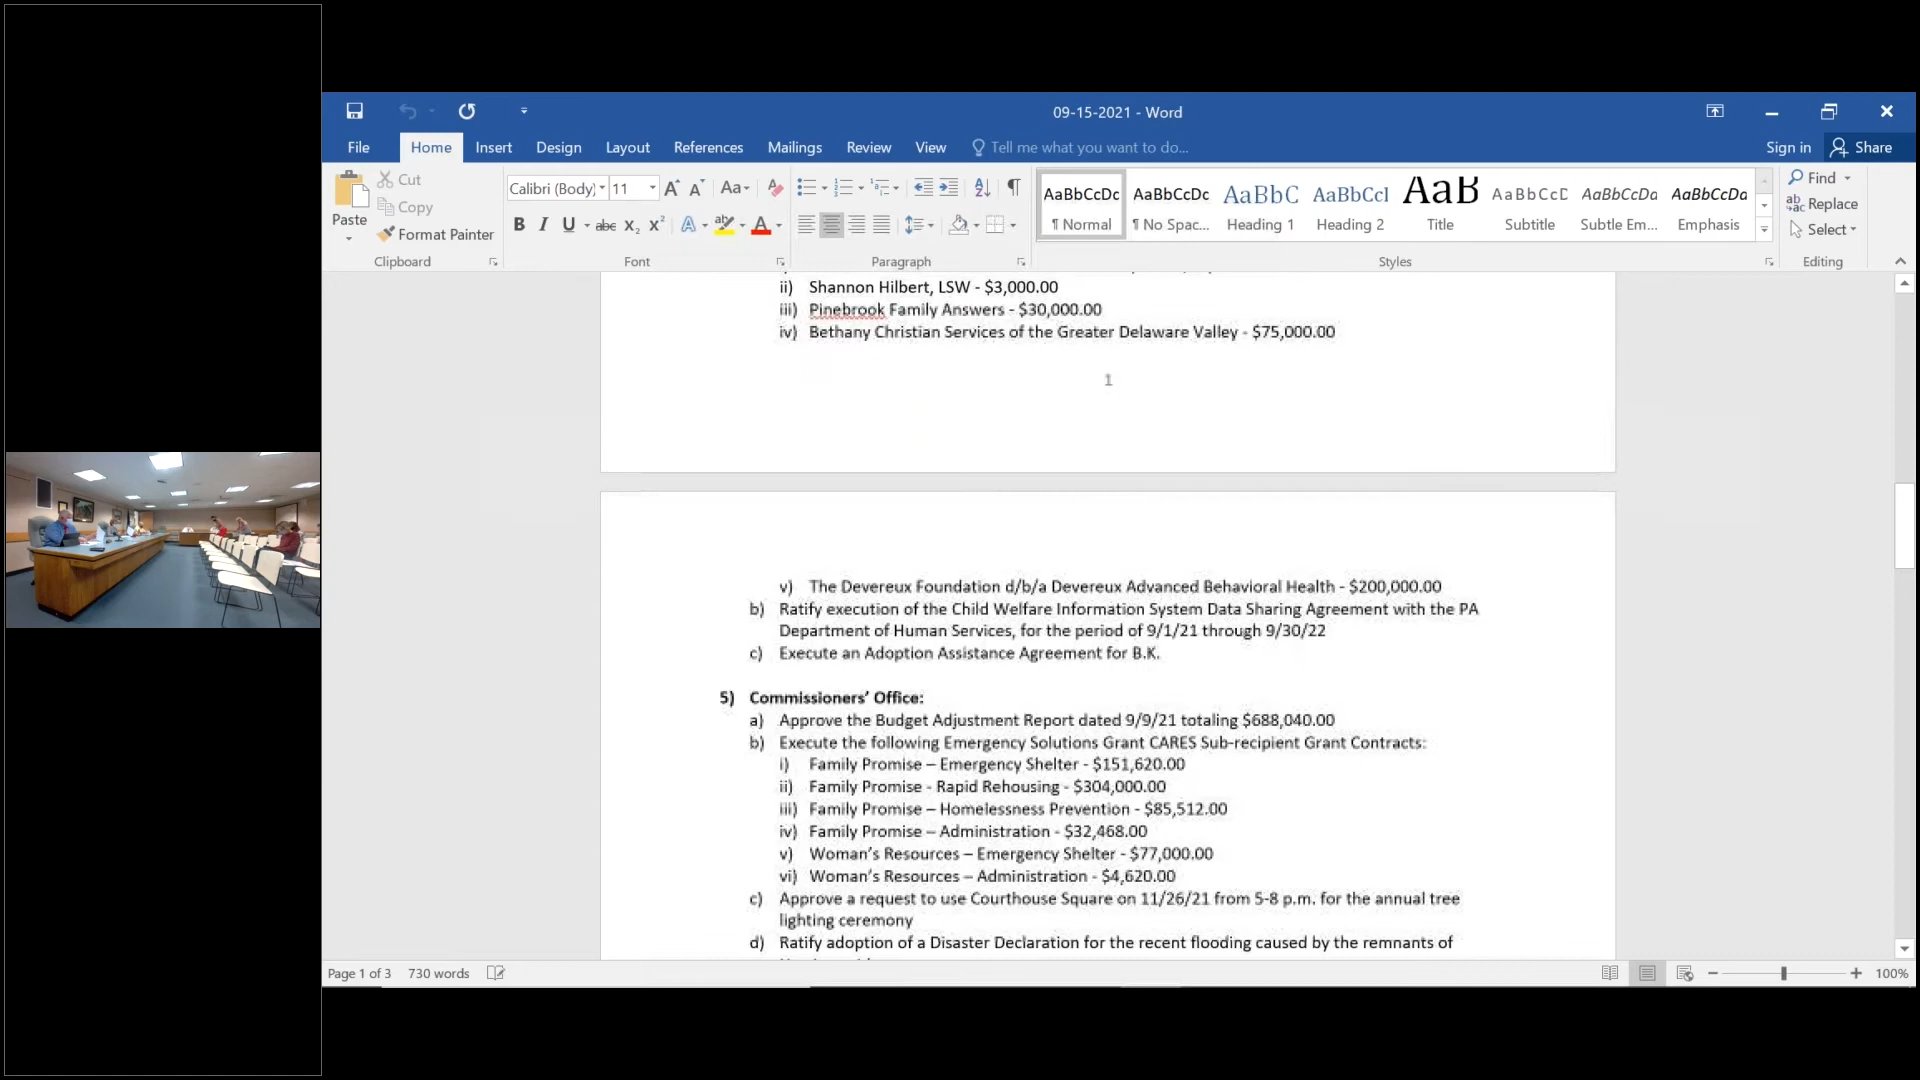 09-15-2021 - Word
File Home Insert Design Layout References Mailings Review View Tell me what you want to do... Sign in Share
Cut
Copy
Format Painter
Paste
Clipboard
Calibri (Body) 11
Font
Paragraph
AaBbCcDc AaBbCcDc AaBbC AaBbCcI AaB AaBbCcD AaBbCcDa AaBbCcDa
¶ Normal ¶ No Spac... Heading 1 Heading 2 Title Subtitle Subtle Em... Emphasis
Styles
Find
Replace
Select
Editing
ii) Shannon Hilbert, LSW - $3,000.00
iii) Pinebrook Family Answers - $30,000.00
iv) Bethany Christian Services of the Greater Delaware Valley - $75,000.00
1
v) The Devereux Foundation d/b/a Devereux Advanced Behavioral Health - $200,000.00
b) Ratify execution of the Child Welfare Information System Data Sharing Agreement with the PA
Department of Human Services, for the period of 9/1/21 through 9/30/22
c) Execute an Adoption Assistance Agreement for B.K.
5) Commissioners’ Office:
a) Approve the Budget Adjustment Report dated 9/9/21 totaling $688,040.00
b) Execute the following Emergency Solutions Grant CARES Sub-recipient Grant Contracts:
i) Family Promise – Emergency Shelter - $151,620.00
ii) Family Promise - Rapid Rehousing - $304,000.00
iii) Family Promise – Homelessness Prevention - $85,512.00
iv) Family Promise – Administration - $32,468.00
v) Woman’s Resources – Emergency Shelter - $77,000.00
vi) Woman’s Resources – Administration - $4,620.00
c) Approve a request to use Courthouse Square on 11/26/21 from 5-8 p.m. for the annual tree
lighting ceremony
d) Ratify adoption of a Disaster Declaration for the recent flooding caused by the remnants of
Page 1 of 3 730 words 100%